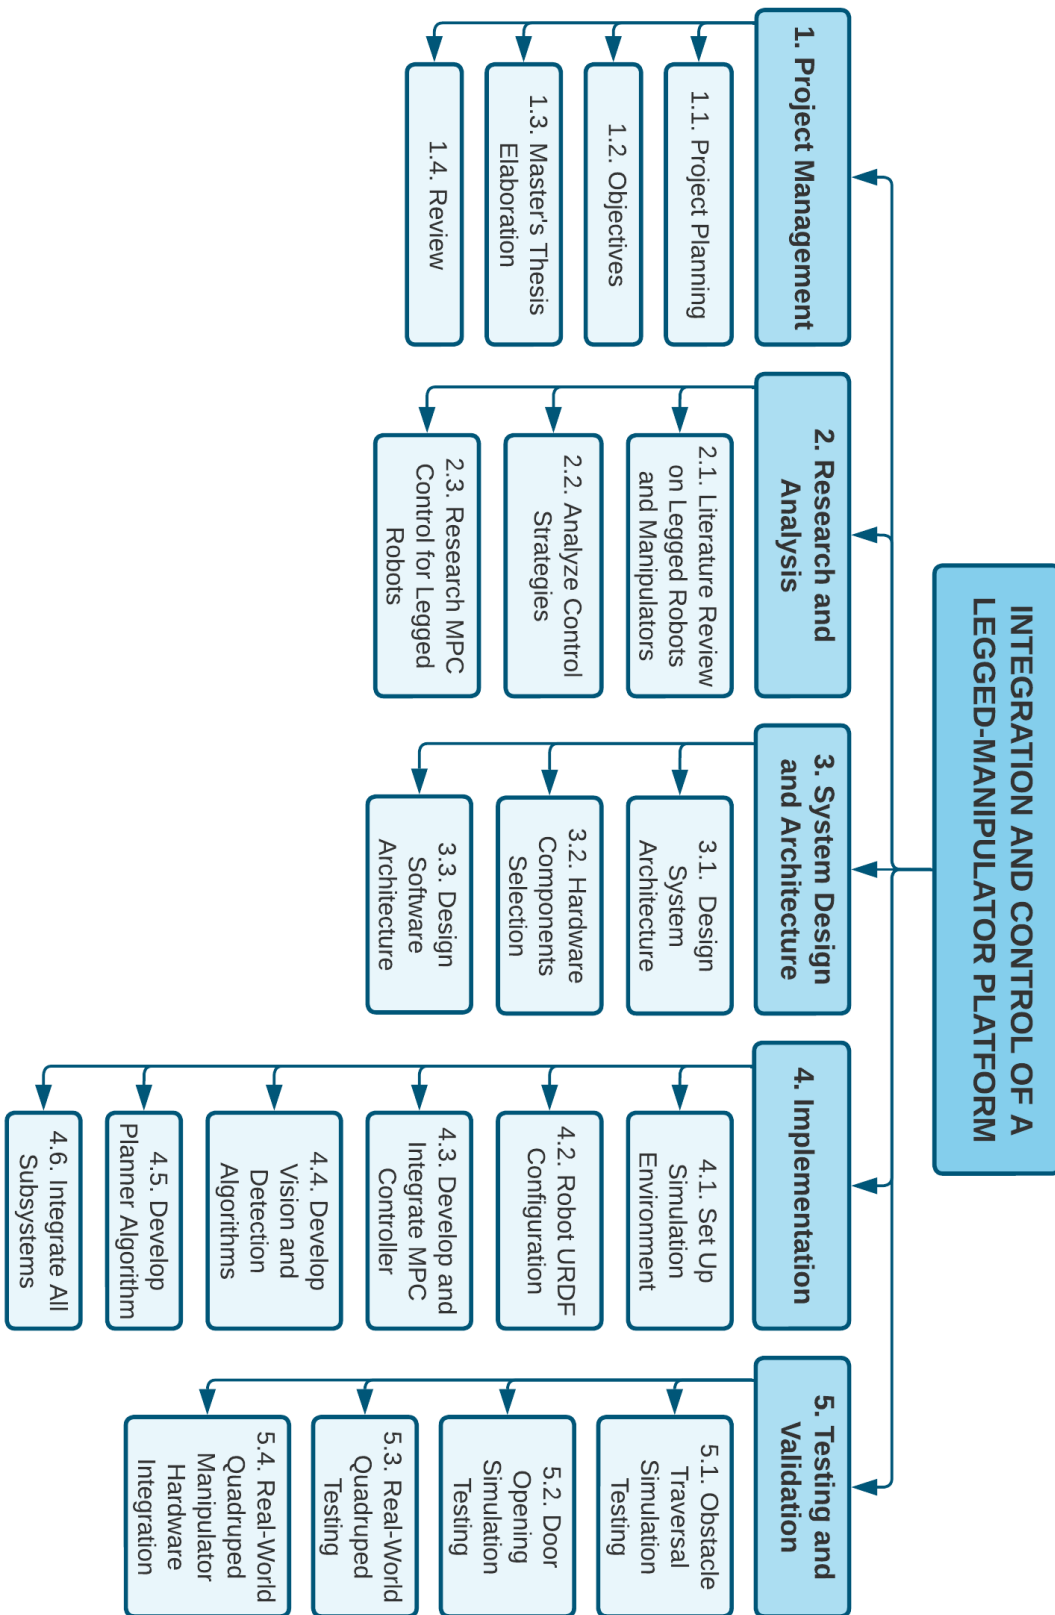 INTEGRATION AND CONTROL OF A
LEGGED-MANIPULATOR PLATFORM
1. Project Management
1.1. Project Planning
1.2. Objectives
1.3. Master's Thesis
Elaboration
1.4. Review
2. Research and
Analysis
2.1. Literature Review
on Legged Robots
and Manipulators
2.2. Analyze Control
Strategies
2.3. Research MPC
Control for Legged
Robots
3. System Design
and Architecture
3.1. Design
System
Architecture
3.2. Hardware
Components
Selection
3.3. Design
Software
Architecture
4. Implementation
4.1. Set Up
Simulation
Environment
4.2. Robot URDF
Configuration
4.3. Develop and
Integrate MPC
Controller
4.4. Develop
Vision and
Detection
Algorithms
4.5. Develop
Planner Algorithm
4.6. Integrate All
Subsystems
5. Testing and
Validation
5.1. Obstacle
Traversal
Simulation
Testing
5.2. Door
Opening
Simulation
Testing
5.3. Real-World
Quadruped
Testing
5.4. Real-World
Quadruped
Manipulator
Hardware
Integration